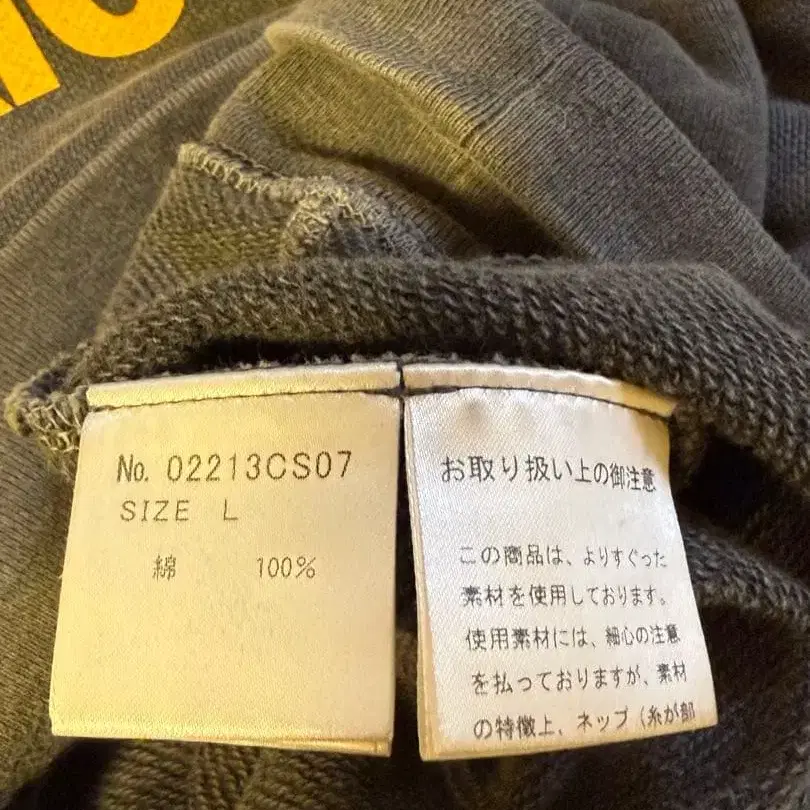 No. 02213CS07
SIZE L
綿 100%
お取り扱い上の御注意
この商品は、よりすぐった
素材を使用しております。
使用素材には、細心の注意
を払っておりますが、素材
の特徴上、ネップ（糸が部